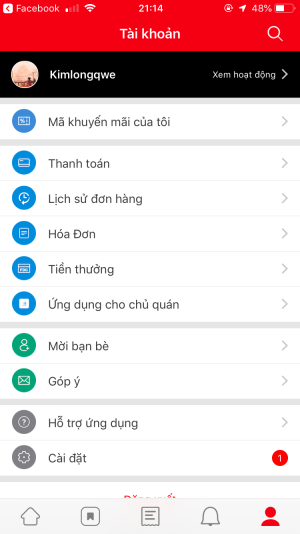 Facebook 21:14 48%
Tài khoản
Kimlongqwe Xem hoạt động
Mã khuyến mãi của tôi
Thanh toán
Lịch sử đơn hàng
Hóa Đơn
Tiền thưởng
Ứng dụng cho chủ quán
Mời bạn bè
Góp ý
Hỗ trợ ứng dụng
Cài đặt 1